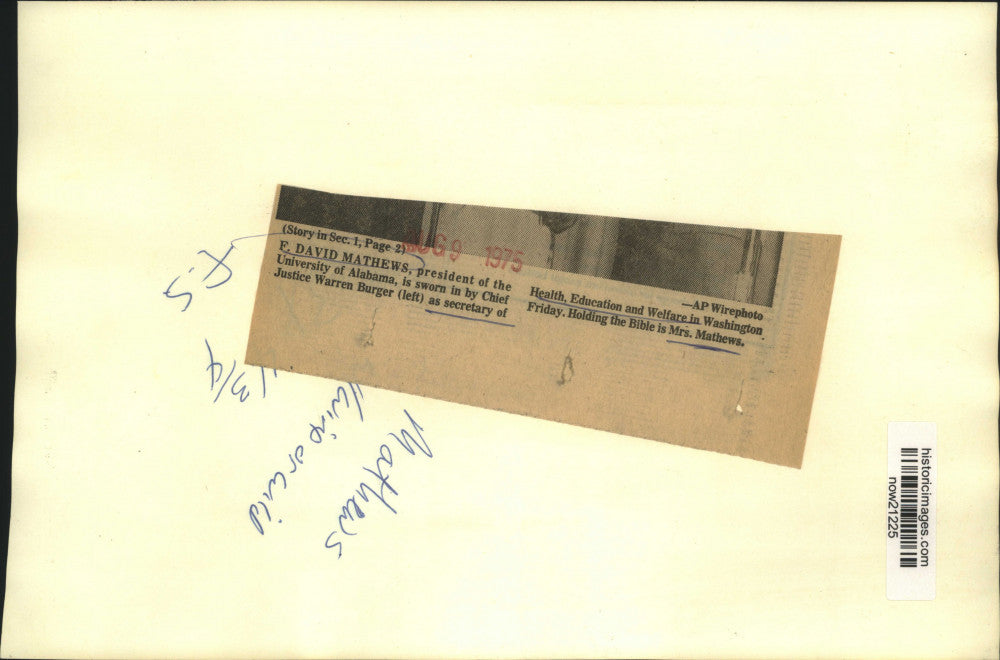 (Story in Sec. 1, Page 2)
AUG 9 1975
F. DAVID MATHEWS, president of the
University of Alabama, is sworn in by Chief
Justice Warren Burger (left) as secretary of
—AP Wirephoto
Health, Education and Welfare in Washington
Friday. Holding the Bible is Mrs. Mathews.
Mathews
historicimages.com
now21225